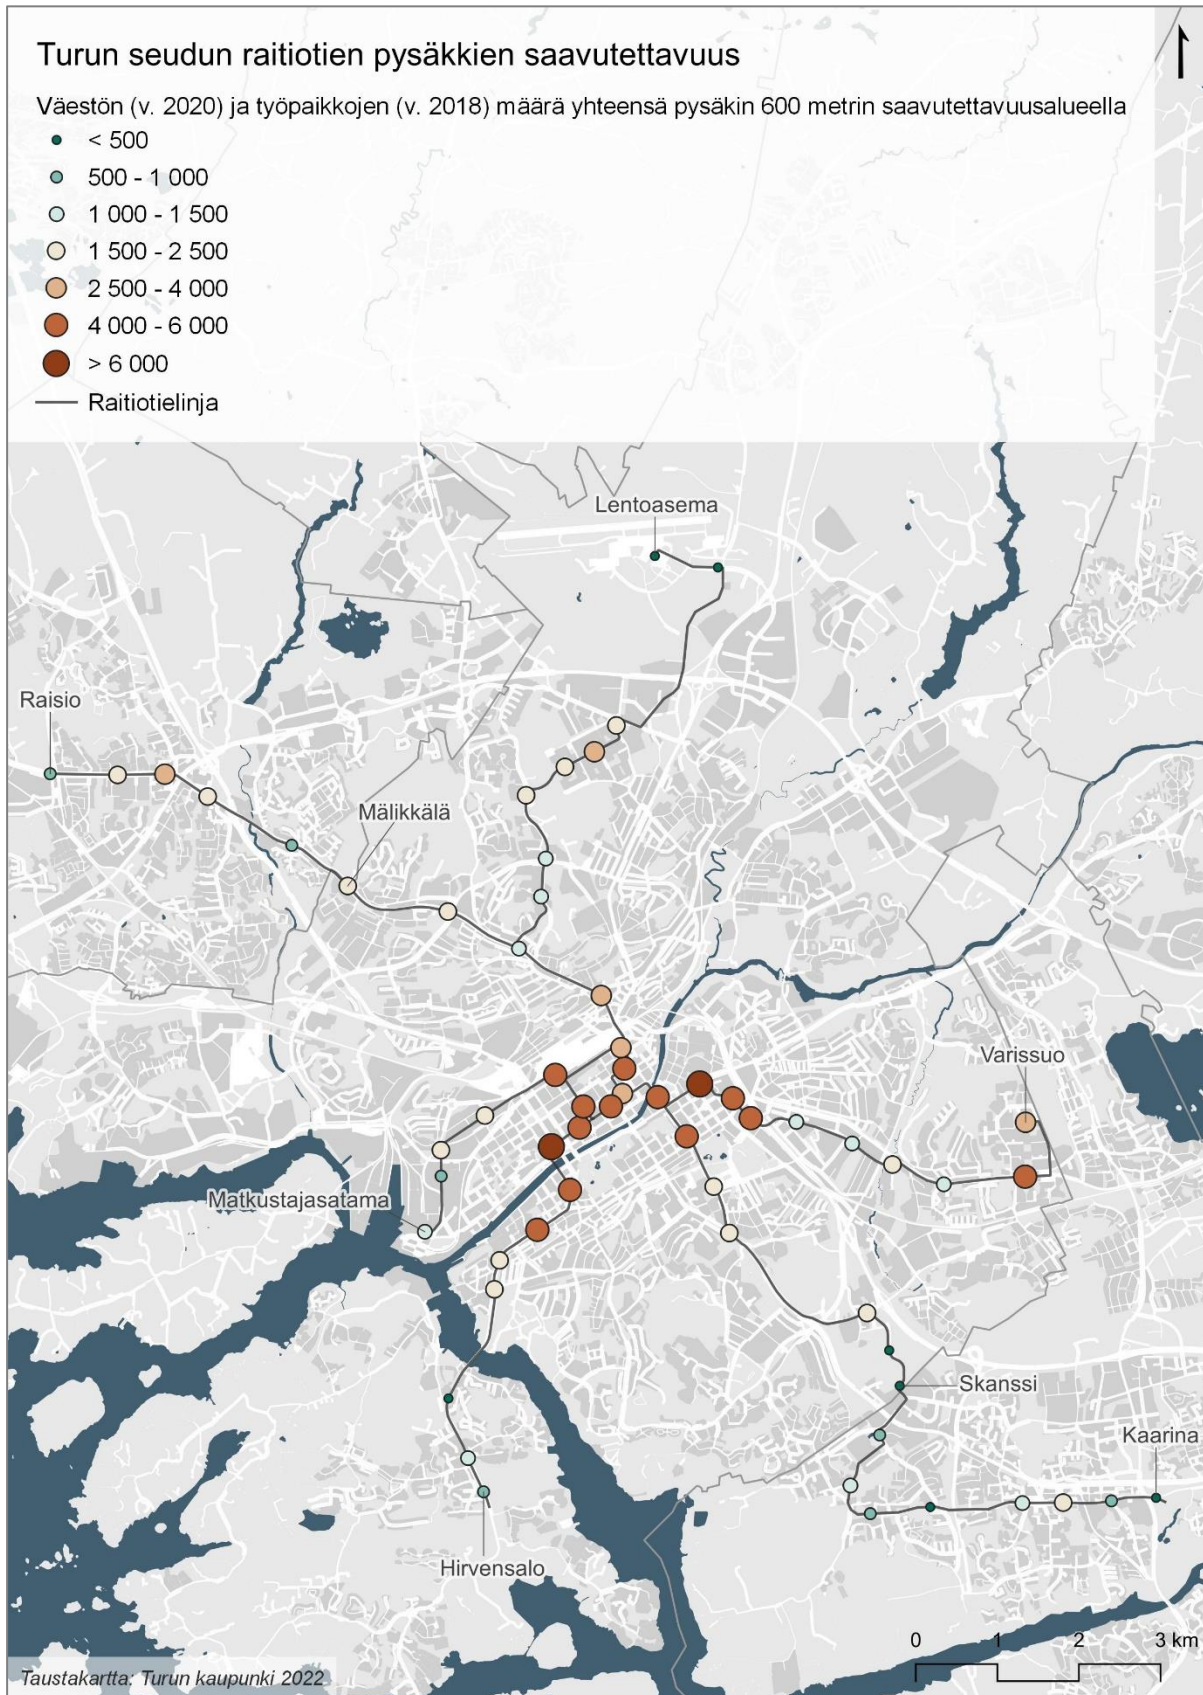 Turun seudun raitiotien pysäkkien saavutettavuus
Väestön (v. 2020) ja työpaikkojen (v. 2018) määrä yhteensä pysäkin 600 metrin saavutettavuusalueella
< 500
500 - 1 000
1 000 - 1 500
1 500 - 2 500
2 500 - 4 000
4 000 - 6 000
> 6 000
Raitiotielinja
Lentoasema
Raisio
Mälikkälä
Varissuo
Matkustajasatama
Skanssi
Kaarina
Hirvensalo
0 1 2 3 km
Taustakartta: Turun kaupunki 2022